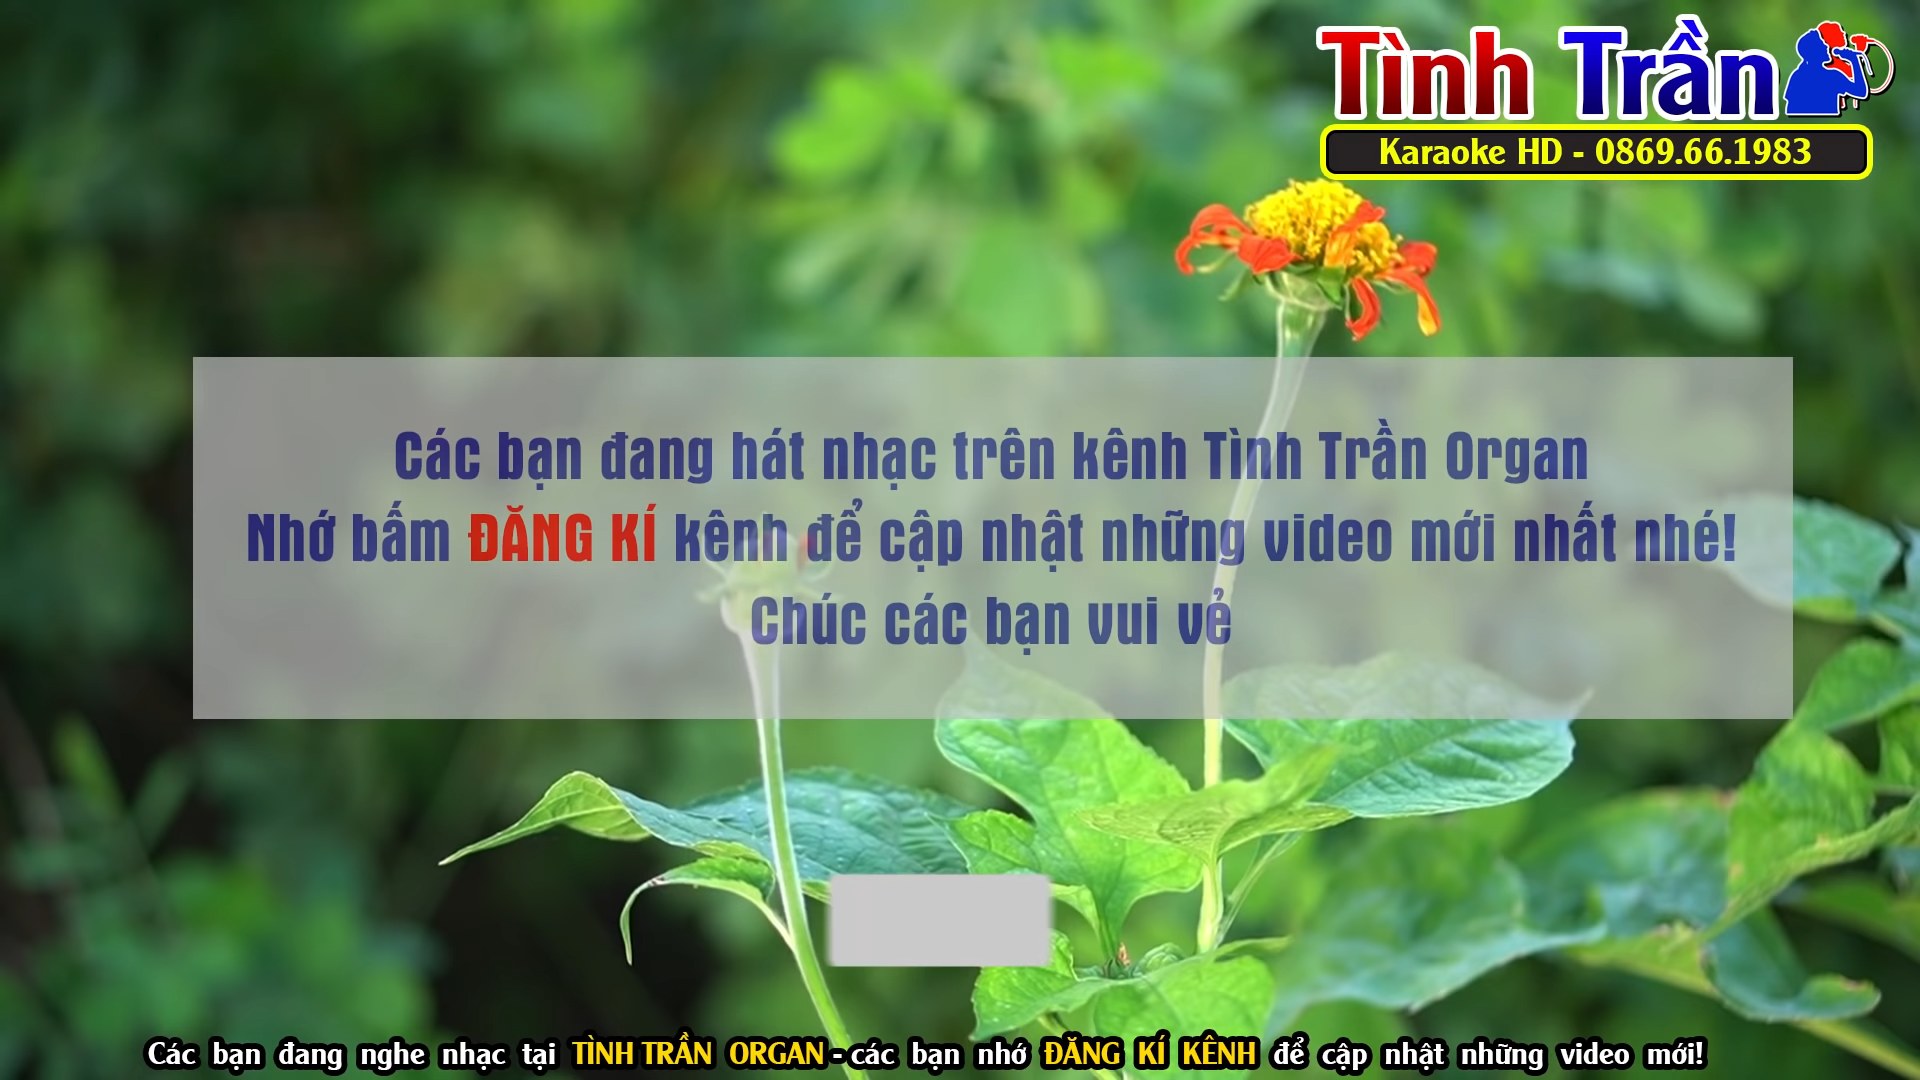 Tình Trần
Karaoke HD - 0869.66.1983
Các bạn đang hát nhạc trên kênh Tình Trần Organ
Nhớ bấm ĐĂNG KÍ kênh để cập nhật những video mới nhất nhé!
Chúc các bạn vui vẻ
Các bạn đang nghe nhạc tại TÌNH TRẦN ORGAN - các bạn nhớ ĐĂNG KÍ KÊNH để cập nhật những video mới!